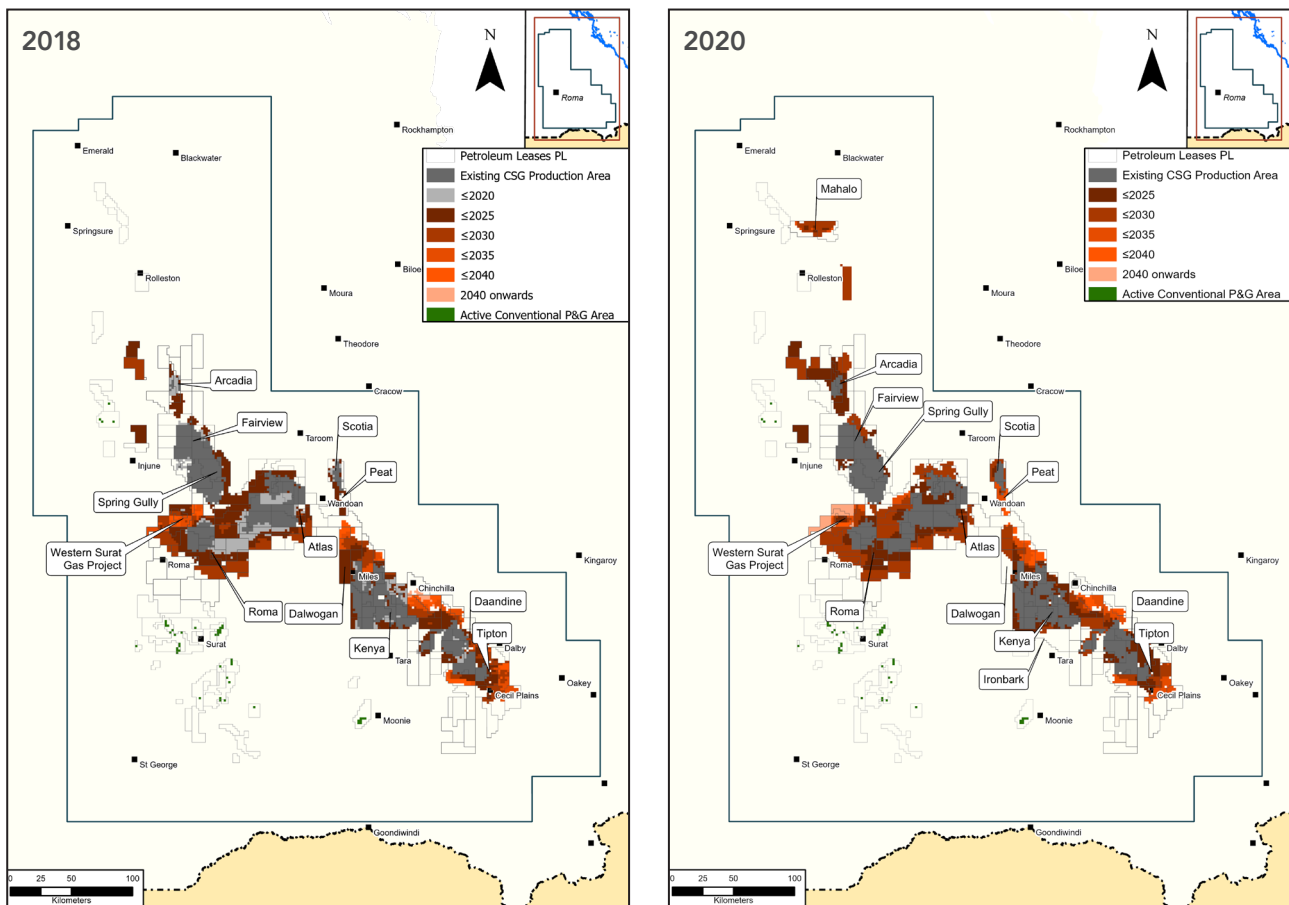 2018
N
Roma
Rockhampton
Emerald
Blackwater
Petroleum Leases PL
Existing CSG Production Area
≤2020
≤2025
≤2030
≤2035
≤2040
2040 onwards
Active Conventional P&G Area
Springsure
Biloe
Rolleston
Moura
Theodore
Arcadia
Cracow
Fairview
Scotia
Taroom
Injune
Peat
Spring Gully
Wandoan
Western Surat
Gas Project
Atlas
Kingaroy
Roma
Miles
Chinchilla
Roma
Dalwogan
Daandine
Tipton
Surat
Kenya
Dalby
Tara
Oakey
Cecil Plains
Moonie
St George
Goondiwindi
0 25 50 100
Kilometers
2020
N
Roma
Rockhampton
Emerald
Blackwater
Petroleum Leases PL
Existing CSG Production Area
≤2025
≤2030
≤2035
≤2040
2040 onwards
Active Conventional P&G Area
Mahalo
Springsure
Biloe
Rolleston
Moura
Theodore
Arcadia
Cracow
Fairview
Spring Gully
Scotia
Taroom
Injune
Peat
Wandoan
Western Surat
Gas Project
Atlas
Kingaroy
Roma
Miles
Chinchilla
Roma
Dalwogan
Daandine
Kenya
Tipton
Surat
Dalby
Tara
Ironbark
Oakey
Cecil Plains
Moonie
St George
Goondiwindi
0 25 50 100
Kilometers